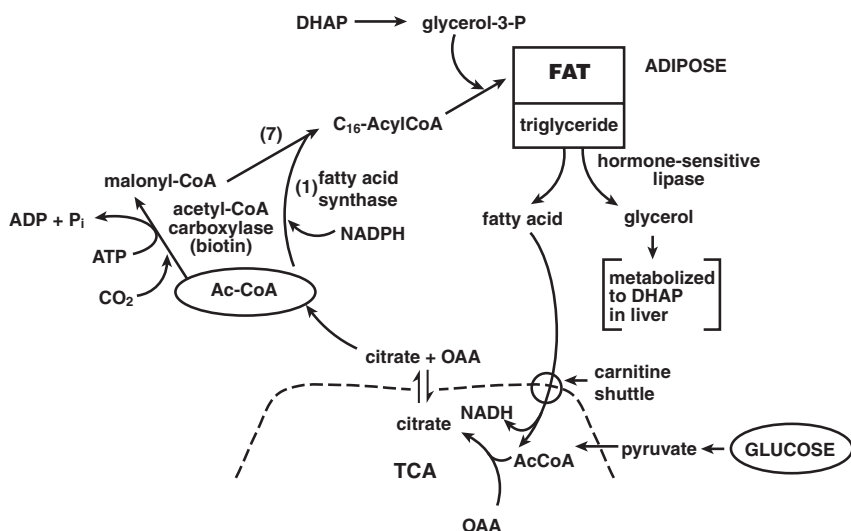 DHAP
glycerol-3-P
FAT
ADIPOSE
triglyceride
C₁₆-AcylCoA
(7)
hormone-sensitive
lipase
malonyl-CoA
(1)
fatty acid
synthase
acetyl-CoA
carboxylase
(biotin)
ADP + Pᵢ
ATP
CO₂
NADPH
fatty acid
glycerol
Ac-CoA
metabolized
to DHAP
in liver
citrate + OAA
carnitine
shuttle
NADH
citrate
AcCoA
pyruvate
GLUCOSE
TCA
OAA